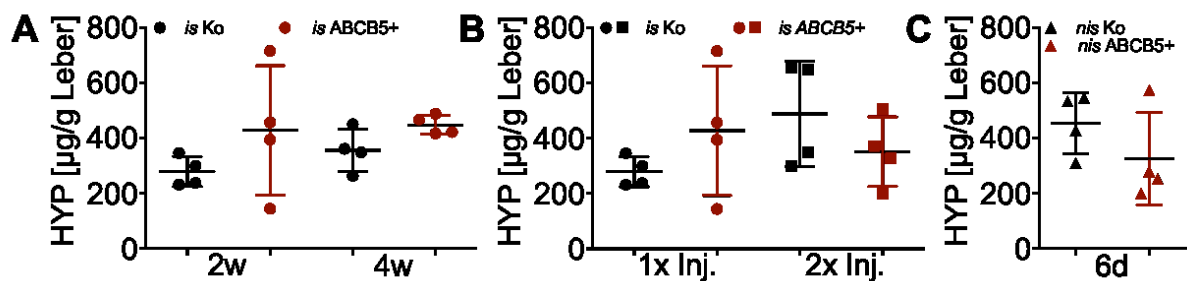 A
is Ko
is ABCB5+
HYP [µg/g Leber]
800
600
400
200
0
2w
4w
B
is Ko
is ABCB5+
HYP [µg/g Leber]
800
600
400
200
0
1x Inj.
2x Inj.
C
nis Ko
nis ABCB5+
HYP [µg/g Leber]
800
600
400
200
0
6d